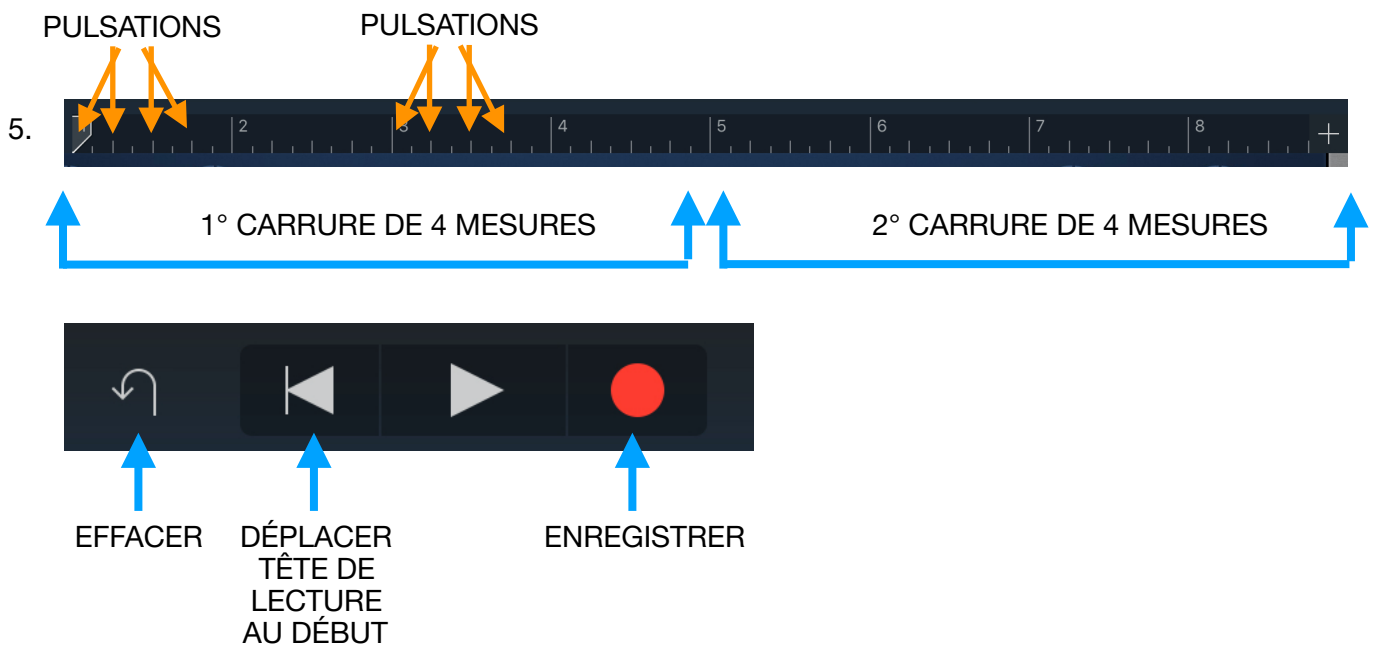 PULSATIONS PULSATIONS
5.
1 2 3 4 5 6 7 8
1° CARRURE DE 4 MESURES 2° CARRURE DE 4 MESURES
EFFACER DÉPLACER ENREGISTRER
TÊTE DE
LECTURE
AU DÉBUT